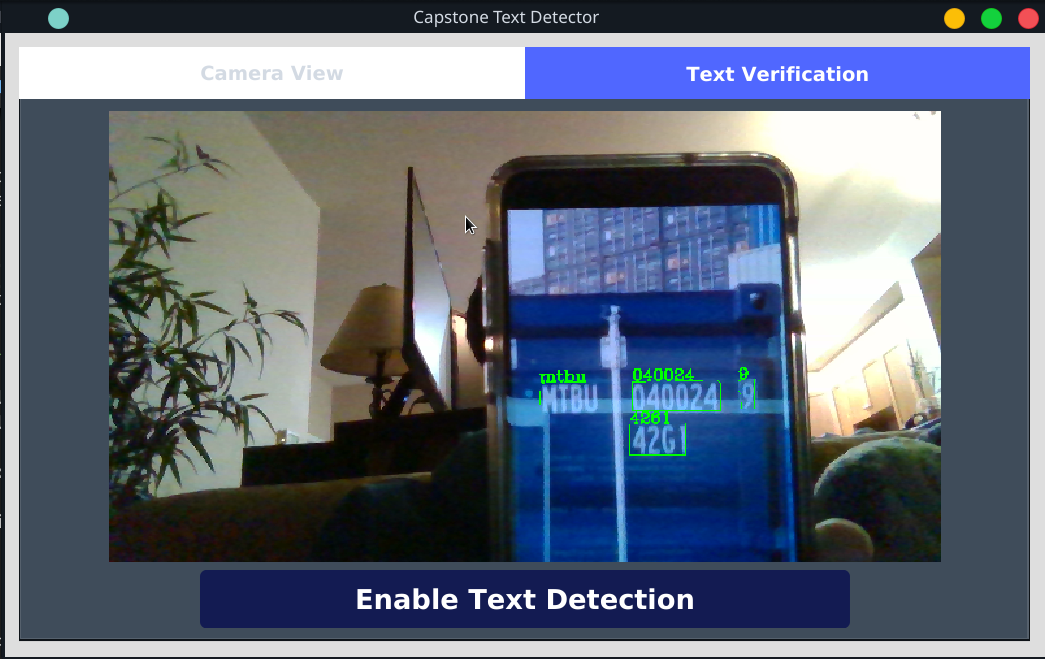 Capstone Text Detector
Camera View
Text Verification
mtbu 040024 9
MTBU 040024 9
4261
42G1
Enable Text Detection